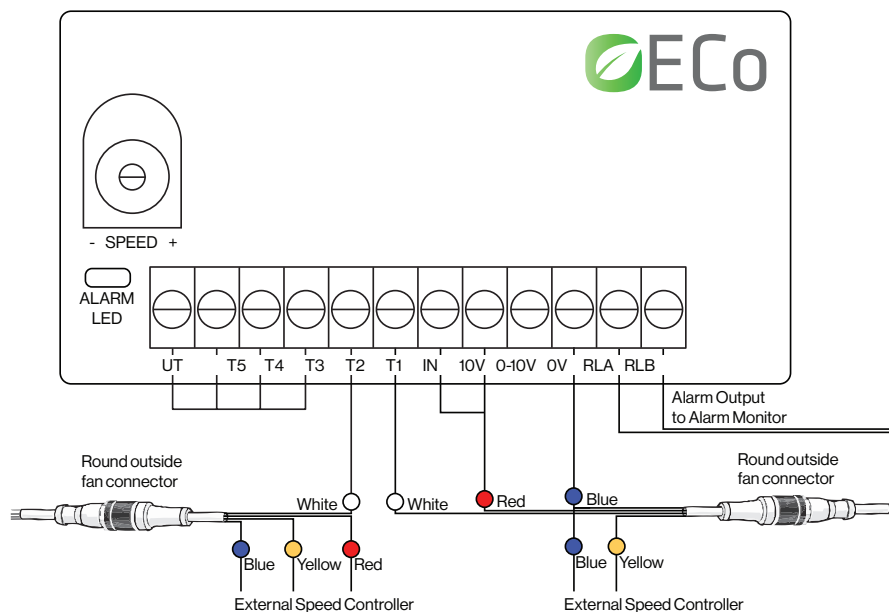 ECo
- SPEED +
ALARM
LED
UT T5 T4 T3 T2 T1 IN 10V 0-10V 0V RLA RLB
Alarm Output
to Alarm Monitor
Round outside
fan connector
Round outside
fan connector
White White Red Blue
Blue Yellow Red Blue Yellow
External Speed Controller External Speed Controller